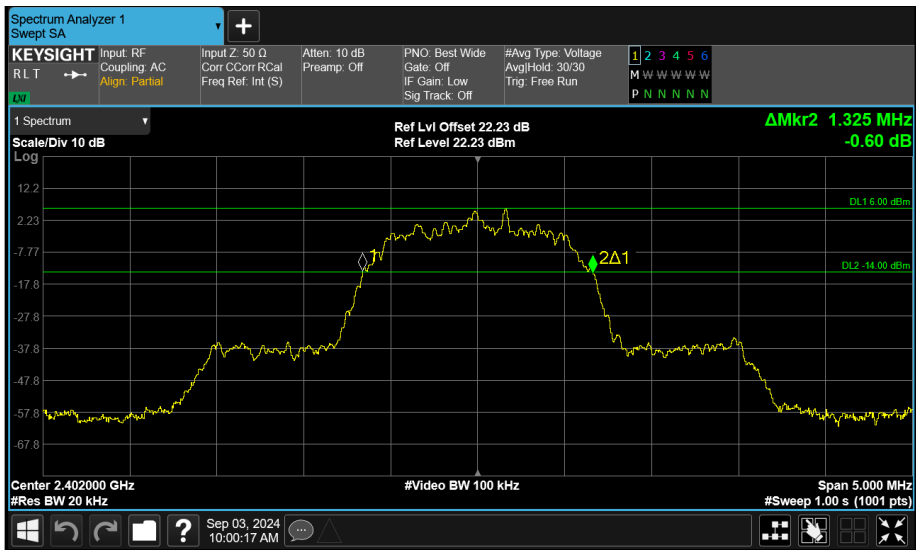 Spectrum Analyzer 1
Swept SA
+
KEYSIGHT
R L T
LXI
Input: RF
Coupling: AC
Align: Partial
Input Z: 50 Ω
Corr CCorr RCal
Freq Ref: Int (S)
Atten: 10 dB
Preamp: Off
PNO: Best Wide
Gate: Off
IF Gain: Low
Sig Track: Off
#Avg Type: Voltage
Avg|Hold: 30/30
Trig: Free Run
1 2 3 4 5 6
M W W W W W
P N N N N N
1 Spectrum
Scale/Div 10 dB
Log
Ref Lvl Offset 22.23 dB
Ref Level 22.23 dBm
ΔMkr2 1.325 MHz
-0.60 dB
12.2
DL1 6.00 dBm
2.23
-7.77
1
2Δ1
DL2 -14.00 dBm
-17.8
-27.8
-37.8
-47.8
-57.8
-67.8
Center 2.402000 GHz
#Video BW 100 kHz
Span 5.000 MHz
#Res BW 20 kHz
#Sweep 1.00 s (1001 pts)
?
Sep 03, 2024
10:00:17 AM